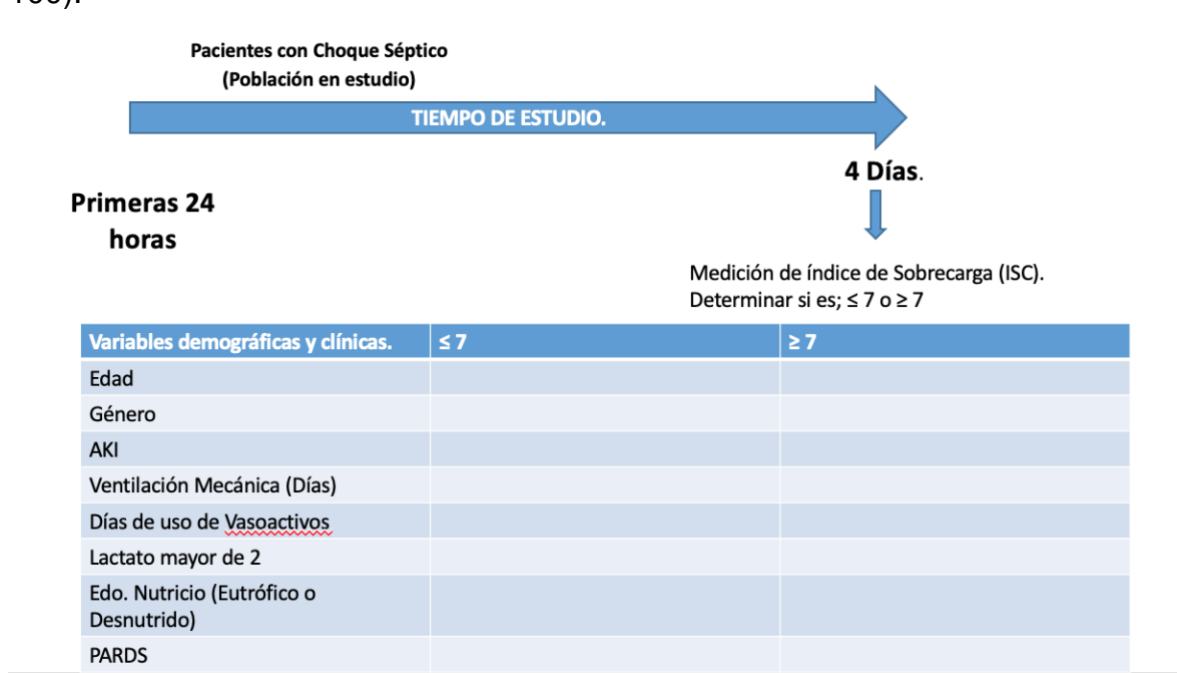 Pacientes con Choque Séptico
(Población en estudio)
TIEMPO DE ESTUDIO.
4 Días.
Primeras 24
horas
Medición de índice de Sobrecarga (ISC).
Determinar si es; ≤ 7 o ≥ 7
Variables demográficas y clínicas. ≤ 7 ≥ 7
Edad
Género
AKI
Ventilación Mecánica (Días)
Días de uso de Vasoactivos
Lactato mayor de 2
Edo. Nutricio (Eutrófico o
Desnutrido)
PARDS